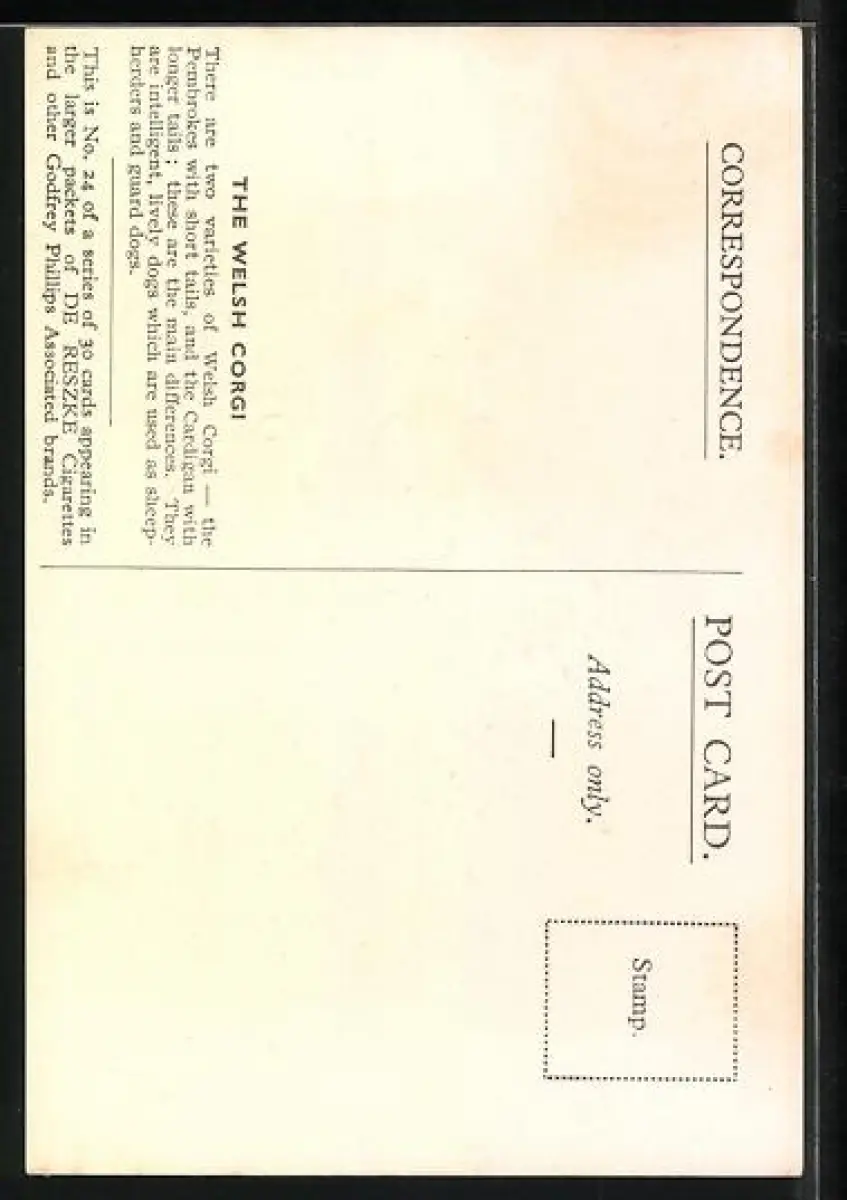 CORRESPONDENCE.
THE WELSH CORGI
There are two varieties of Welsh Corgi — the
Pembrokes with short tails, and the Cardigan with
longer tails; these are the main differences. They
are intelligent, lively dogs which are used as sheep-
herders and guard dogs.
This is No. 24 of a series of 30 cards appearing in
the larger packets of DE RESZKE Cigarettes
and other Godfrey Phillips Associated brands.
POST CARD.
Address only.
Stamp.